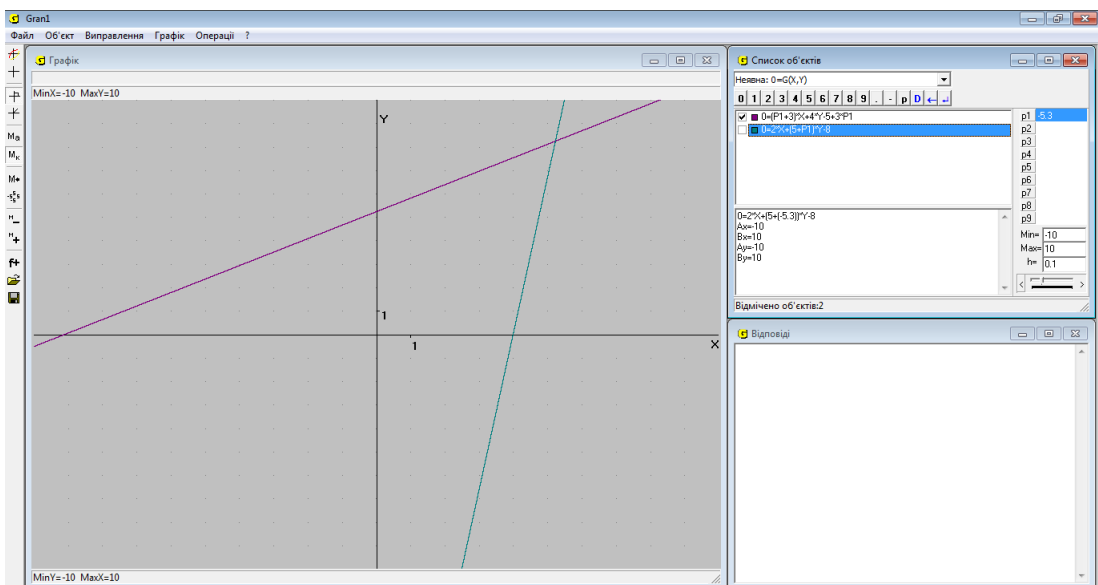 Gran1
Файл Об'єкт Виправлення Графік Операції ?
Графік
MinX=-10 MaxY=10
Y
1
1
X
MinY=-10 MaxX=10
Список об'єктів
Неявна: 0=G(X,Y)
0 1 2 3 4 5 6 7 8 9 . - p D
0=(P1+3)*X+4*Y-5+3*P1
0=2*X+(5+P1)*Y-8
p1 -5.3
p2
p3
p4
p5
p6
p7
p8
p9
0=2*X+(5+(-5.3))*Y-8
Ax=-10
Bx=10
Ay=-10
By=10
Min= -10
Max= 10
h= 0.1
Відмічено об'єктів:2
Відповіді